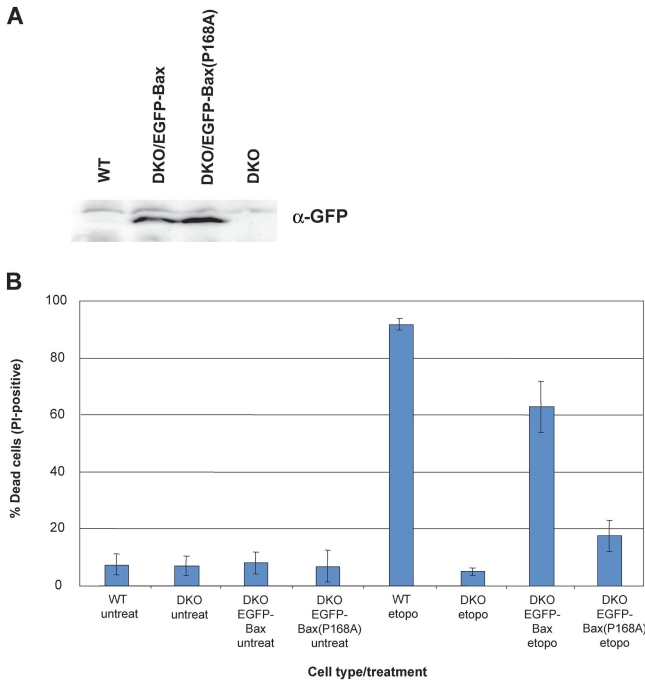 A
WT
DKO/EGFP-Bax
DKO/EGFP-Bax(P168A)
DKO
α-GFP
B
% Dead cells (PI-positive)
100
80
60
40
20
0
WT
untreat
DKO
untreat
DKO
EGFP-
Bax
untreat
DKO
EGFP-
Bax(P168A)
untreat
WT
etopo
DKO etopo
DKO
EGFP-
Bax
etopo
DKO
EGFP-
Bax(P168A)
etopo
Cell type/treatment